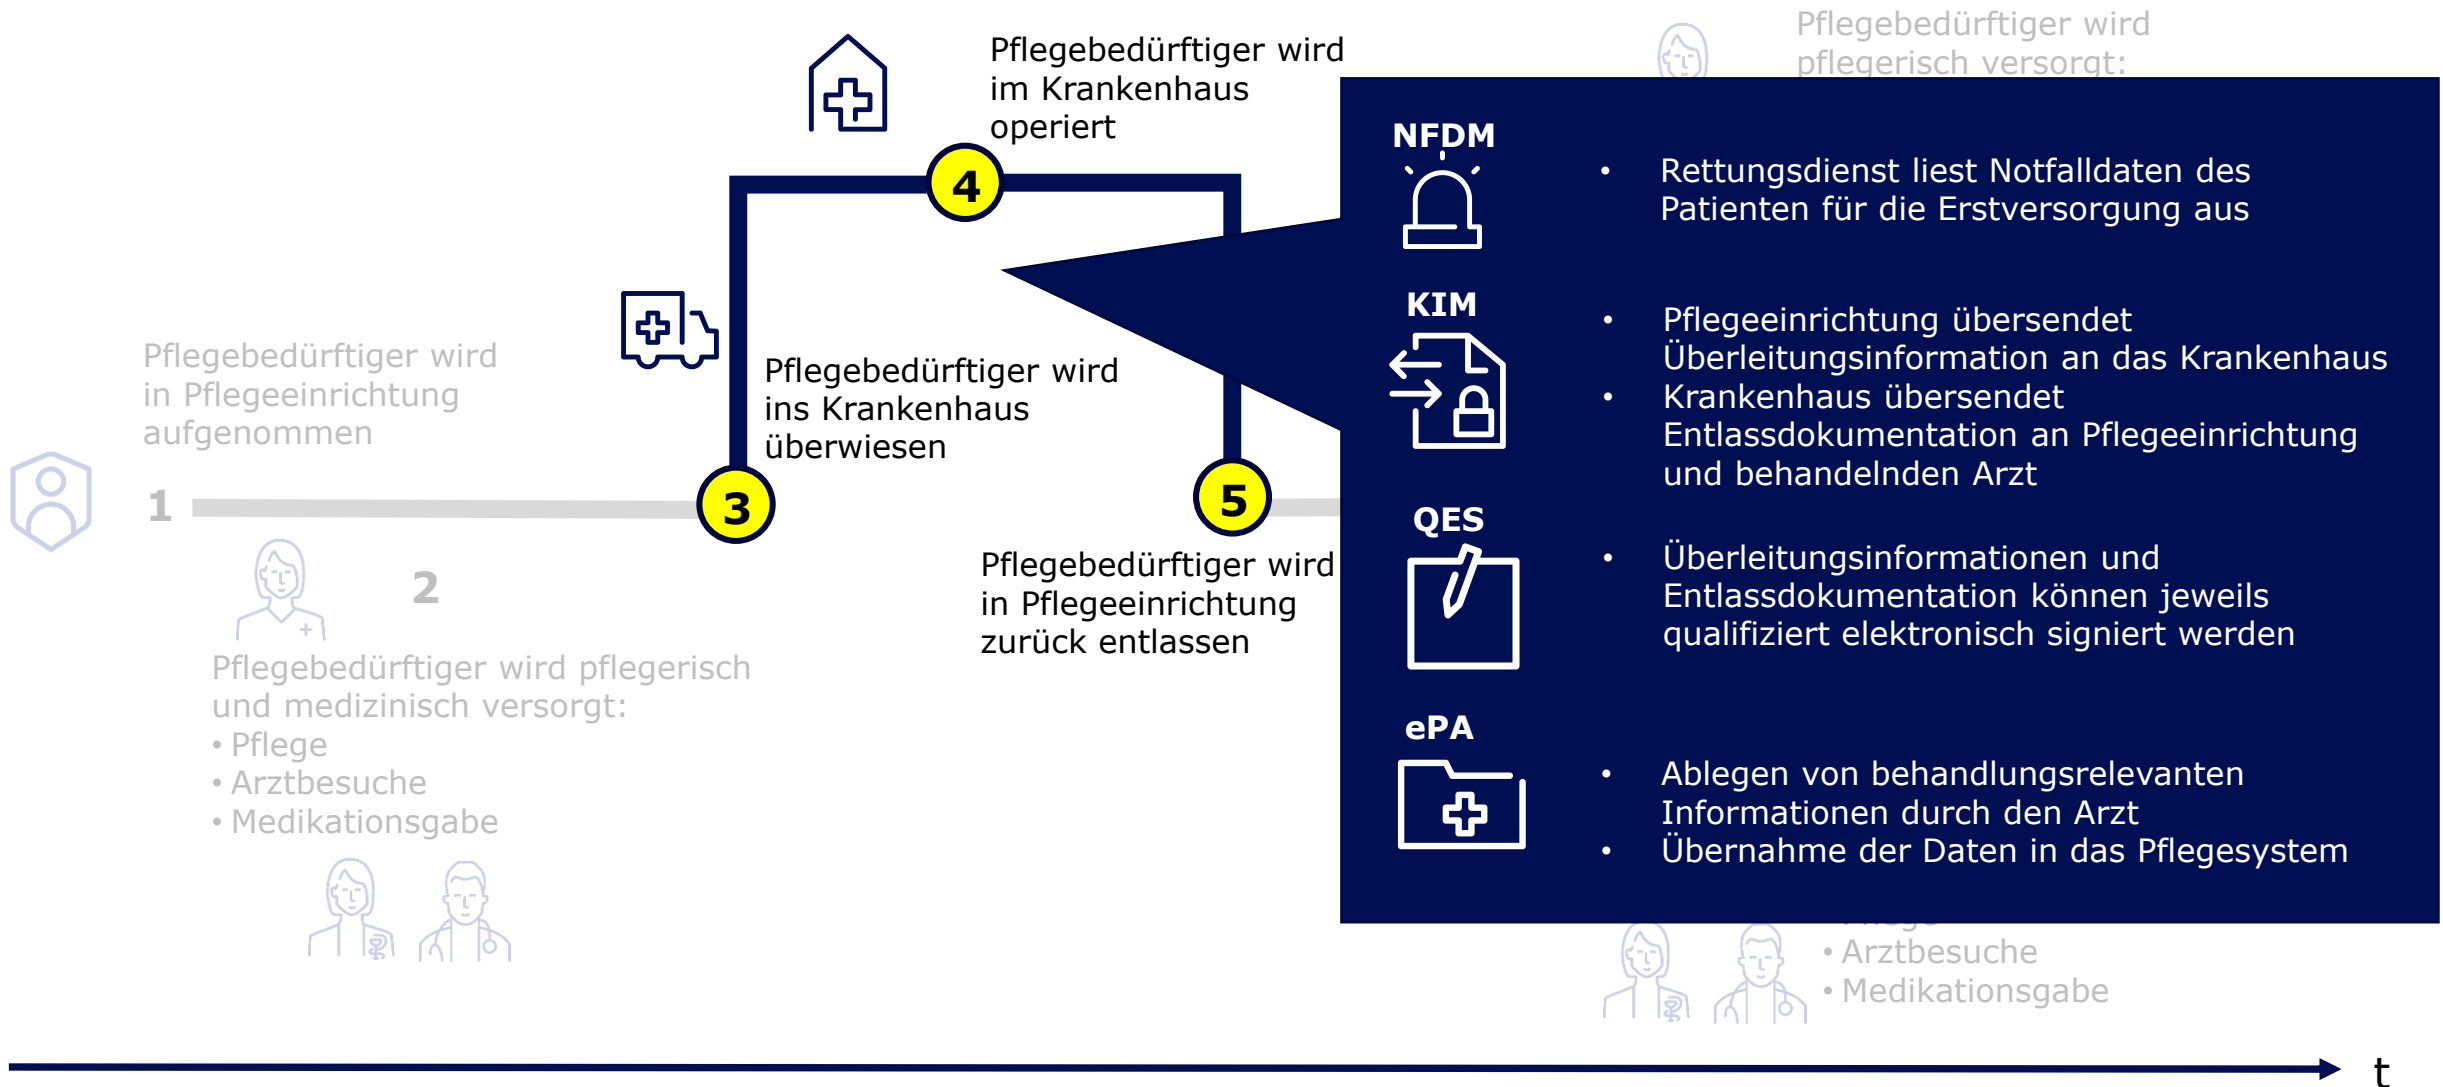 Pflegebedürftiger wird
in Pflegeeinrichtung
aufgenommen
1
2
Pflegebedürftiger wird pflegerisch
und medizinisch versorgt:
• Pflege
• Arztbesuche
• Medikationsgabe
3
Pflegebedürftiger wird
ins Krankenhaus
überwiesen
4
Pflegebedürftiger wird
im Krankenhaus
operiert
5
Pflegebedürftiger wird
in Pflegeeinrichtung
zurück entlassen
Pflegebedürftiger wird
pflegerisch versorgt:
NFDM
• Rettungsdienst liest Notfalldaten des
Patienten für die Erstversorgung aus
KIM
• Pflegeeinrichtung übersendet
Überleitungsinformation an das Krankenhaus
• Krankenhaus übersendet
Entlassdokumentation an Pflegeeinrichtung
und behandelnden Arzt
QES
• Überleitungsinformationen und
Entlassdokumentation können jeweils
qualifiziert elektronisch signiert werden
ePA
• Ablegen von behandlungsrelevanten
Informationen durch den Arzt
• Übernahme der Daten in das Pflegesystem
• Arztbesuche
• Medikationsgabe
t